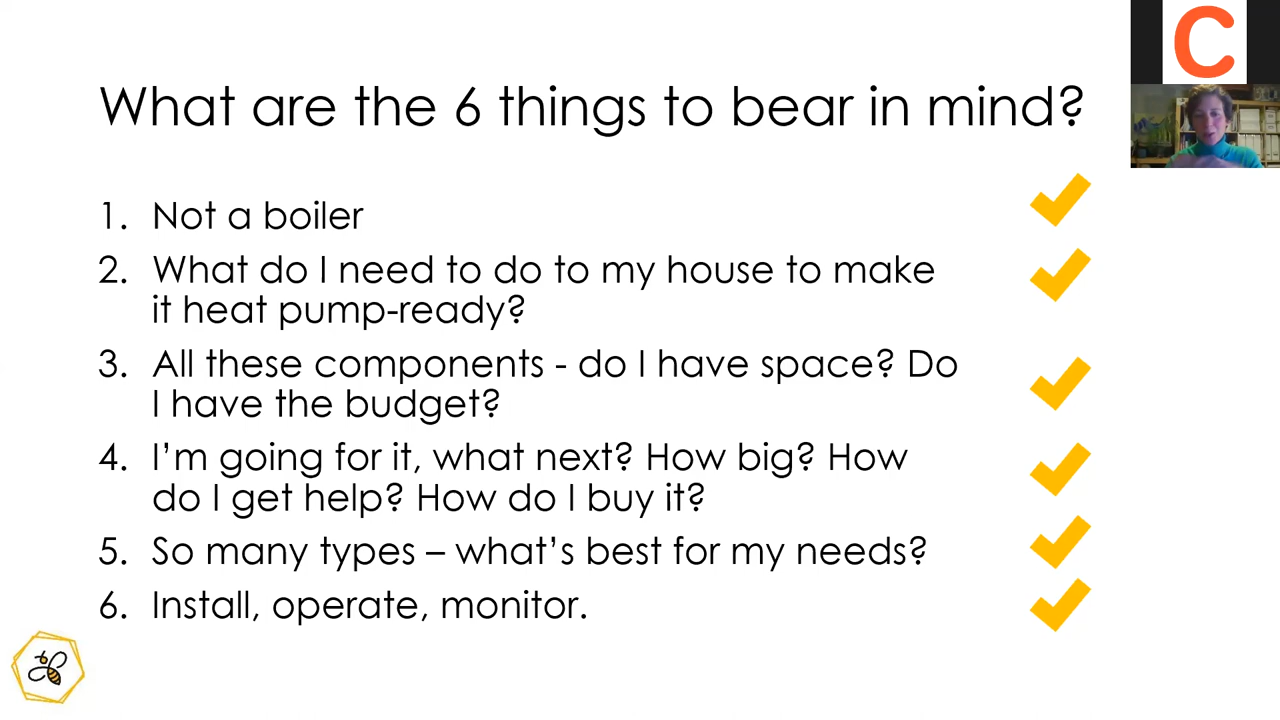 C
What are the 6 things to bear in mind?
1. Not a boiler
2. What do I need to do to my house to make
it heat pump-ready?
3. All these components - do I have space? Do
I have the budget?
4. I’m going for it, what next? How big? How
do I get help? How do I buy it?
5. So many types – what’s best for my needs?
6. Install, operate, monitor.